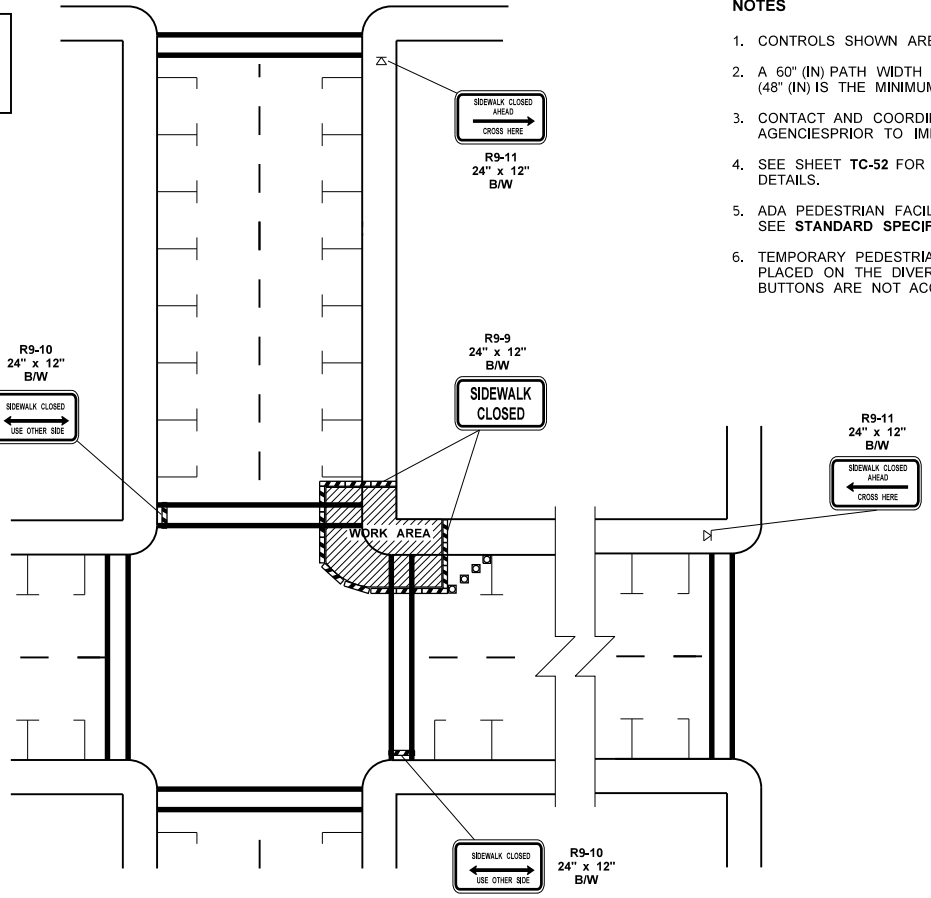 NOTES
1. CONTROLS SHOWN ARE
2. A 60" (IN) PATH WIDTH
(48" (IN) IS THE MINIMUM
3. CONTACT AND COORDI
AGENCIESPRIOR TO IM
4. SEE SHEET TC-52 FOR
DETAILS.
5. ADA PEDESTRIAN FACIL
SEE STANDARD SPECIF
6. TEMPORARY PEDESTRIA
PLACED ON THE DIVER
BUTTONS ARE NOT ACC
SIDEWALK CLOSED
AHEAD
CROSS HERE
R9-11
24" x 12"
B/W
R9-10
24" x 12"
B/W
SIDEWALK CLOSED
USE OTHER SIDE
R9-9
24" x 12"
B/W
SIDEWALK
CLOSED
R9-11
24" x 12"
B/W
SIDEWALK CLOSED
AHEAD
CROSS HERE
WORK AREA
SIDEWALK CLOSED
USE OTHER SIDE
R9-10
24" x 12"
B/W